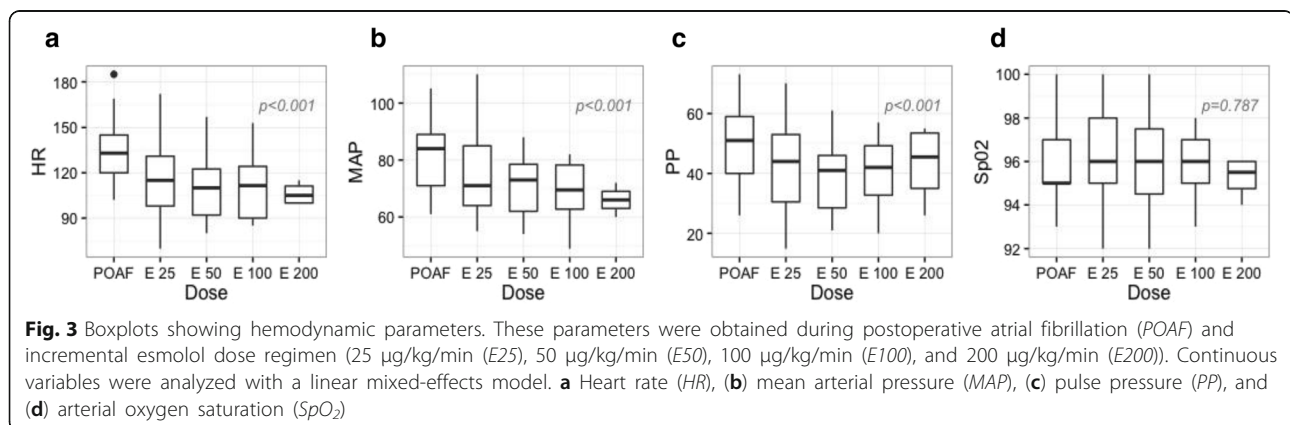 a
b
c
d
180
150
120
90
HR
p<0.001
POAF E 25 E 50 E 100 E 200
Dose
100
80
60
MAP
p<0.001
POAF E 25 E 50 E 100 E 200
Dose
60
40
20
PP
p<0.001
POAF E 25 E 50 E 100 E 200
Dose
100
98
96
94
92
Sp02
p=0.787
POAF E 25 E 50 E 100 E 200
Dose
Fig. 3 Boxplots showing hemodynamic parameters. These parameters were obtained during postoperative atrial fibrillation (POAF) and
incremental esmolol dose regimen (25 μg/kg/min (E25), 50 μg/kg/min (E50), 100 μg/kg/min (E100), and 200 μg/kg/min (E200)). Continuous
variables were analyzed with a linear mixed-effects model. a Heart rate (HR), (b) mean arterial pressure (MAP), (c) pulse pressure (PP), and
(d) arterial oxygen saturation (SpO₂)